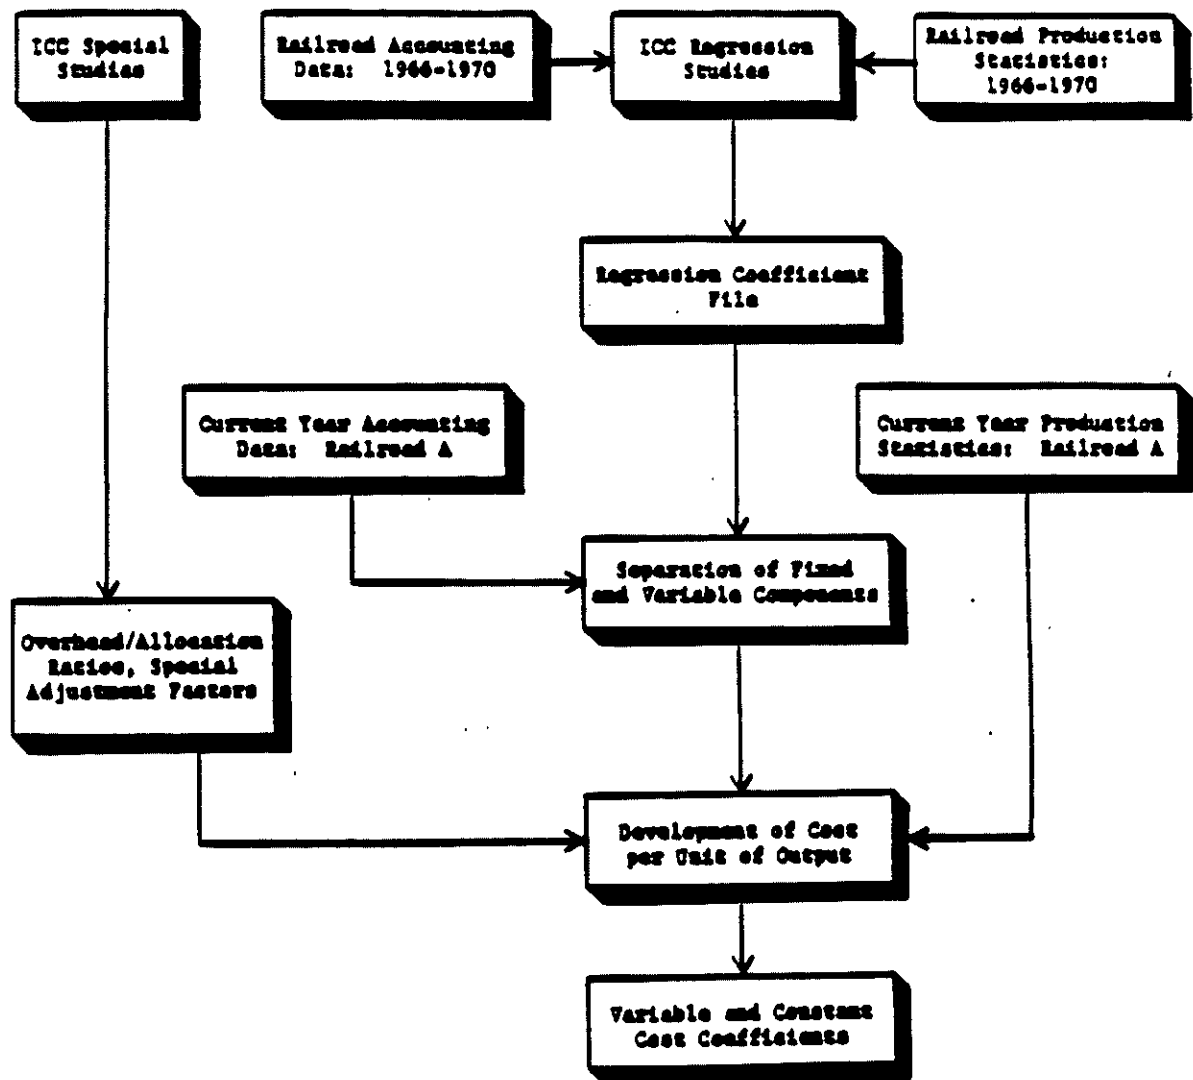 ICC Special
Studies
Railroad Accounting
Data: 1966-1970
ICC Regression
Studies
Railroad Production
Statistics:
1966-1970
Regression Coefficient
File
Current Year Accounting
Data: Railroad A
Current Year Production
Statistics: Railroad A
Separation of Fixed
and Variable Components
Overhead/Allocation
Ratios, Special
Adjustment Factors
Development of Cost
per Unit of Output
Variable and Constant
Cost Coefficients